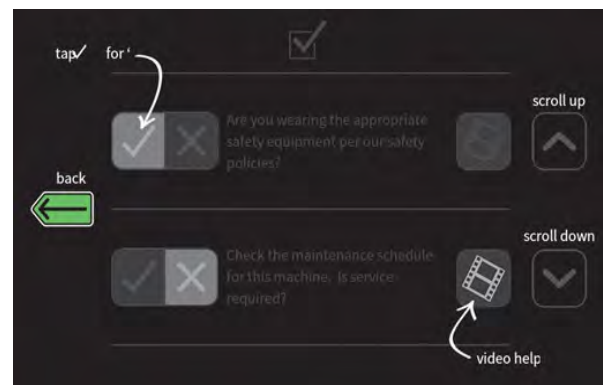 tap✓ for '
scroll up
Are you wearing the appropriate
safety equipment per our safety
policies?
back
scroll down
Check the maintenance schedule
for this machine. Is service
required?
video help